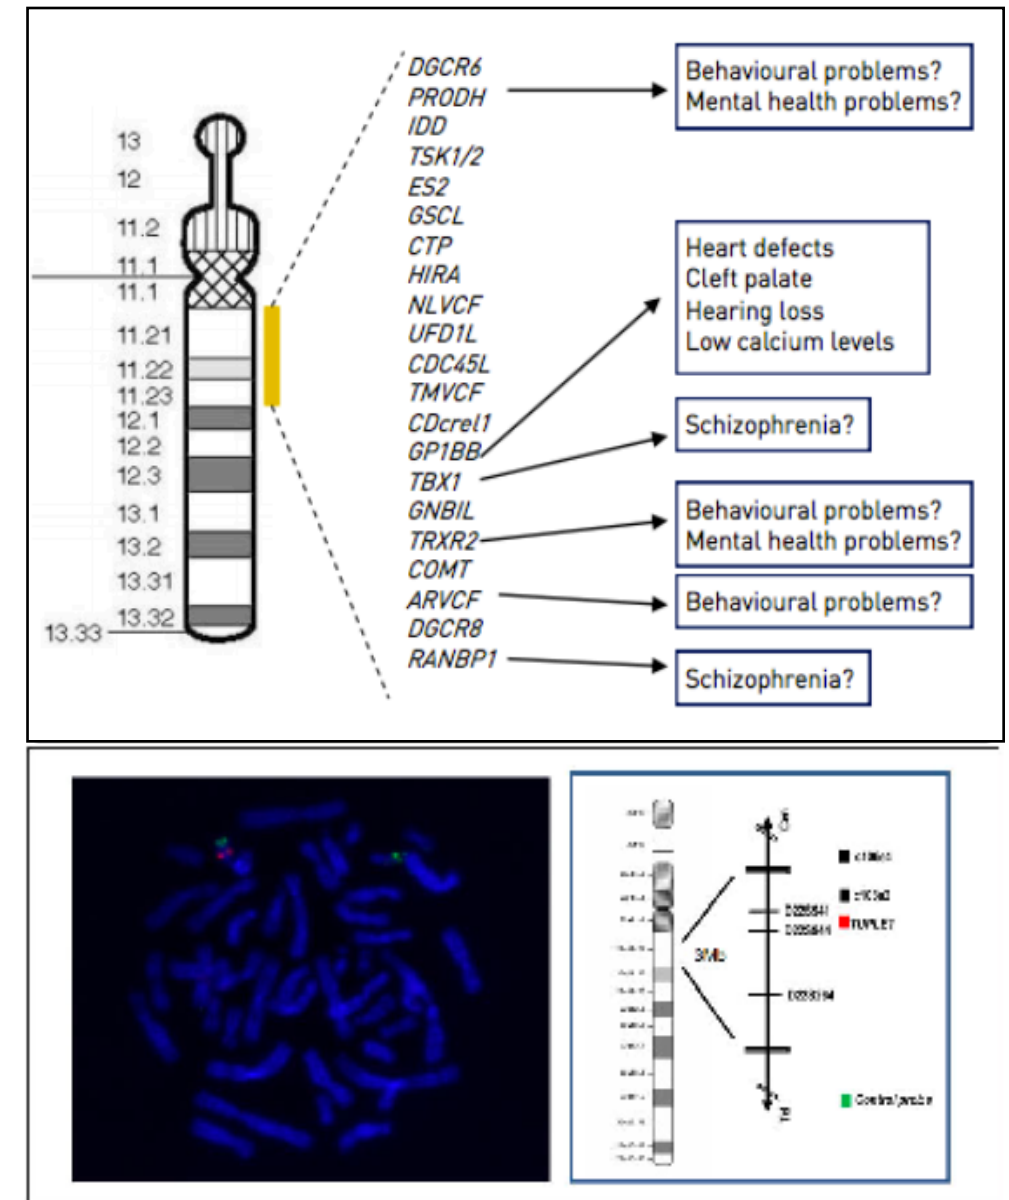 13
12
11.2
11.1
11.1
11.21
11.22
11.23
12.1
12.2
12.3
13.1
13.2
13.31
13.32
13.33
DGCR6
PRODH
IDD
TSK1/2
ES2
GSCL
CTP
HIRA
NLVCF
UFD1L
CDC45L
TMVCF
CDcrel1
GP1BB
TBX1
GNBIL
TRXR2
COMT
ARVCF
DGCR8
RANBP1
Behavioural problems?
Mental health problems?
Heart defects
Cleft palate
Hearing loss
Low calcium levels
Schizophrenia?
Behavioural problems?
Mental health problems?
Behavioural problems?
Schizophrenia?
3Mb
Control probe